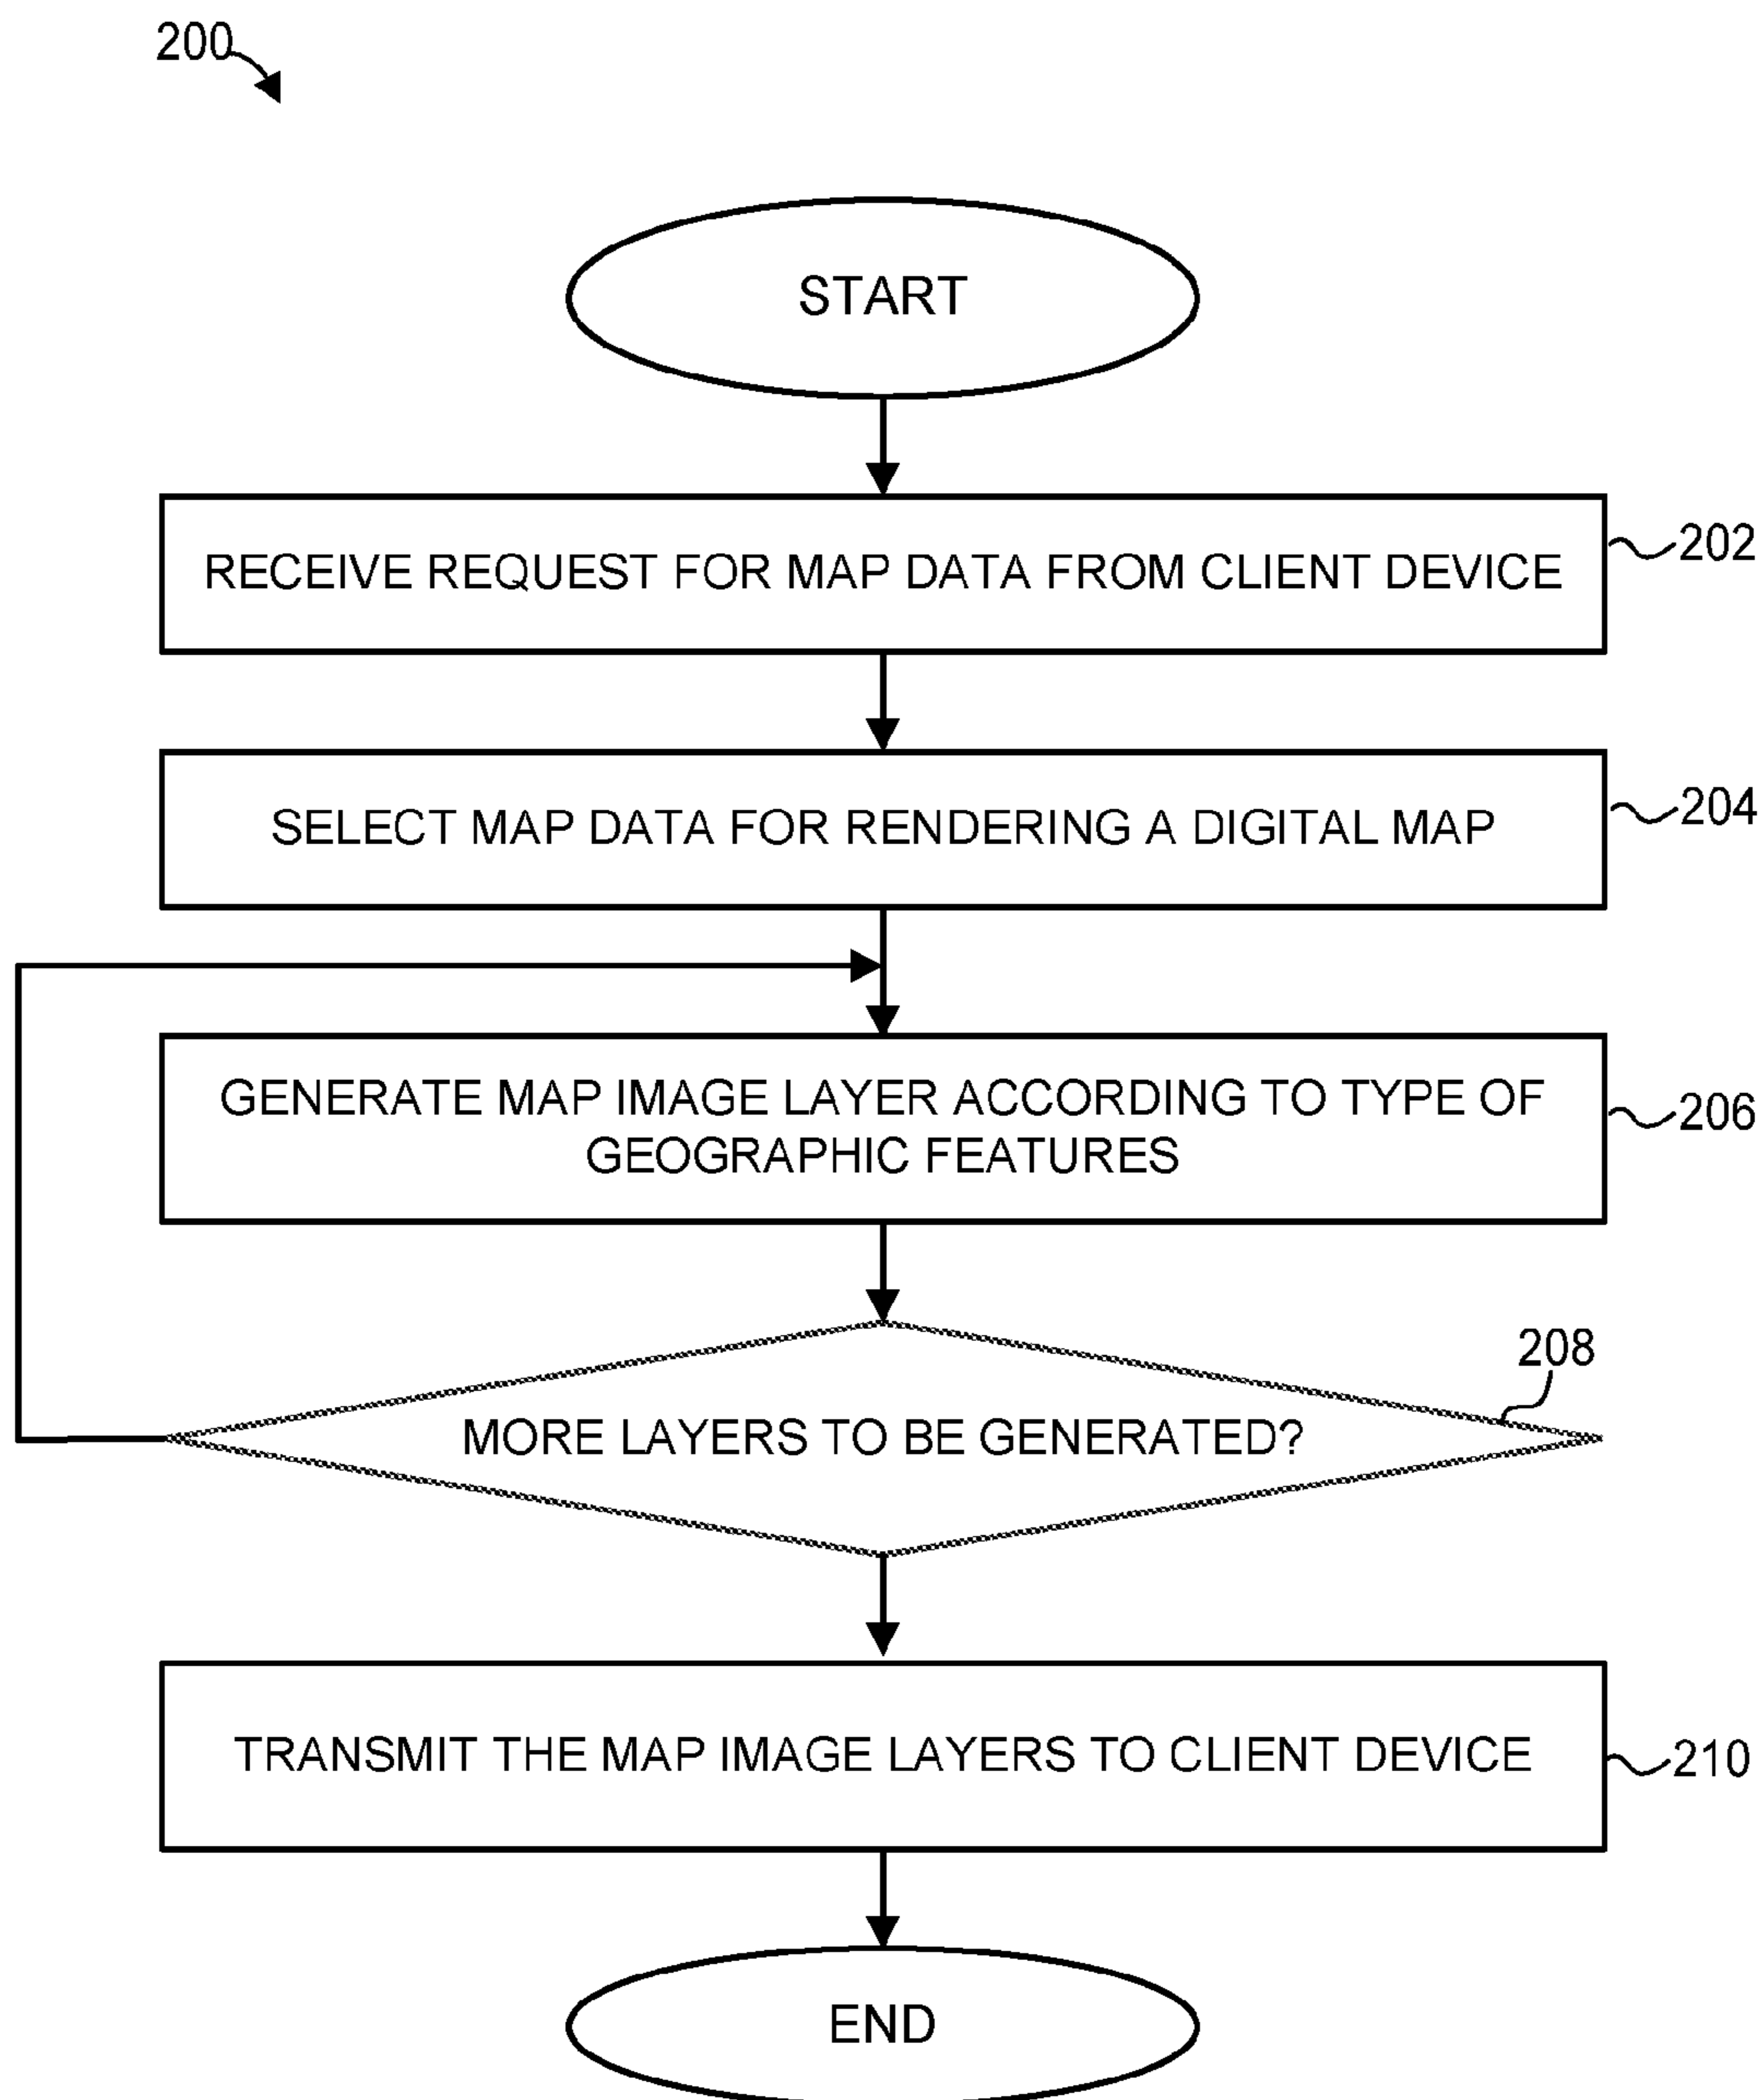 200
START
RECEIVE REQUEST FOR MAP DATA FROM CLIENT DEVICE
202
SELECT MAP DATA FOR RENDERING A DIGITAL MAP
204
GENERATE MAP IMAGE LAYER ACCORDING TO TYPE OF
GEOGRAPHIC FEATURES
206
208
MORE LAYERS TO BE GENERATED?
TRANSMIT THE MAP IMAGE LAYERS TO CLIENT DEVICE
210
END